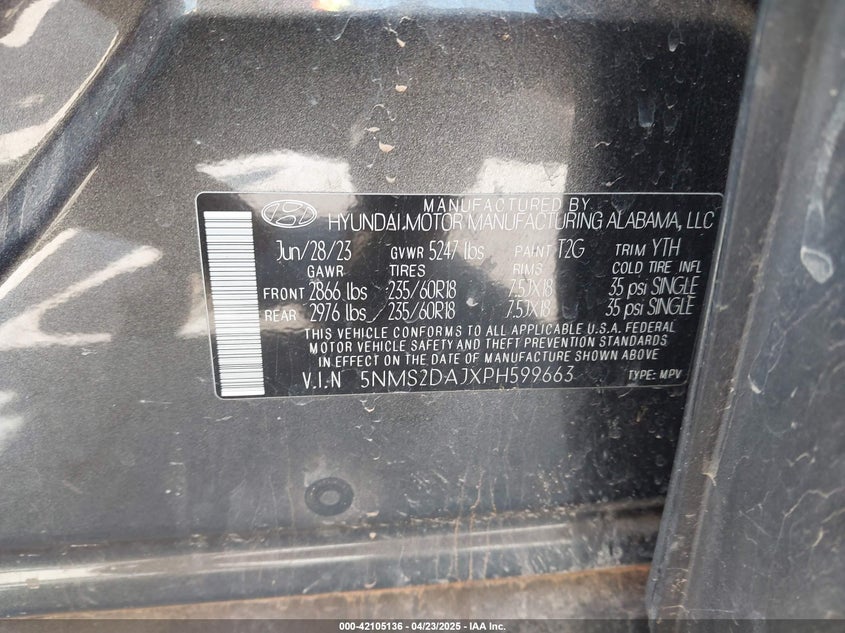 MANUFACTURED BY
HYUNDAI MOTOR MANUFACTURING ALABAMA, LLC
Jun/28/23 GVWR 5247 lbs PAINT T2G TRIM YTH
GAWR TIRES RIMS COLD TIRE INFL
FRONT 2866 lbs 235/60R18 7.5JX18 35 psi SINGLE
REAR 2976 lbs 235/60R18 7.5JX18 35 psi SINGLE
THIS VEHICLE CONFORMS TO ALL APPLICABLE U.S.A. FEDERAL
MOTOR VEHICLE SAFETY AND THEFT PREVENTION STANDARDS
IN EFFECT ON THE DATE OF MANUFACTURE SHOWN ABOVE
V.I.N 5NMS2DAJXPH599663 TYPE: MPV
000-42105136 - 04/23/2025 - IAA Inc.